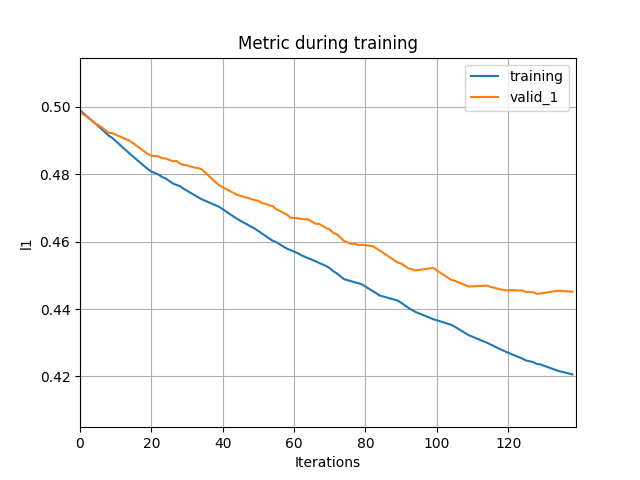 Metric during training
training
valid_1
0.50
0.48
0.46
0.44
0.42
l1
0 20 40 60 80 100 120
Iterations